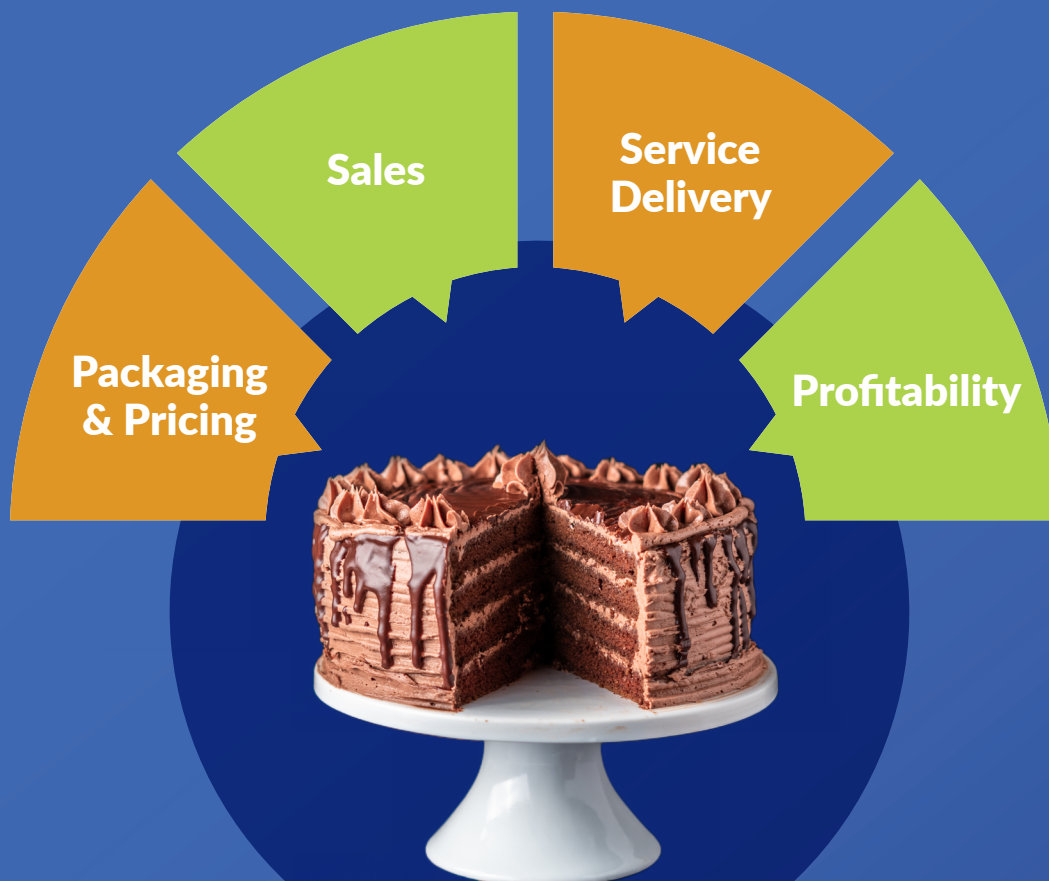 Sales
Service
Delivery
Packaging
& Pricing
Profitability